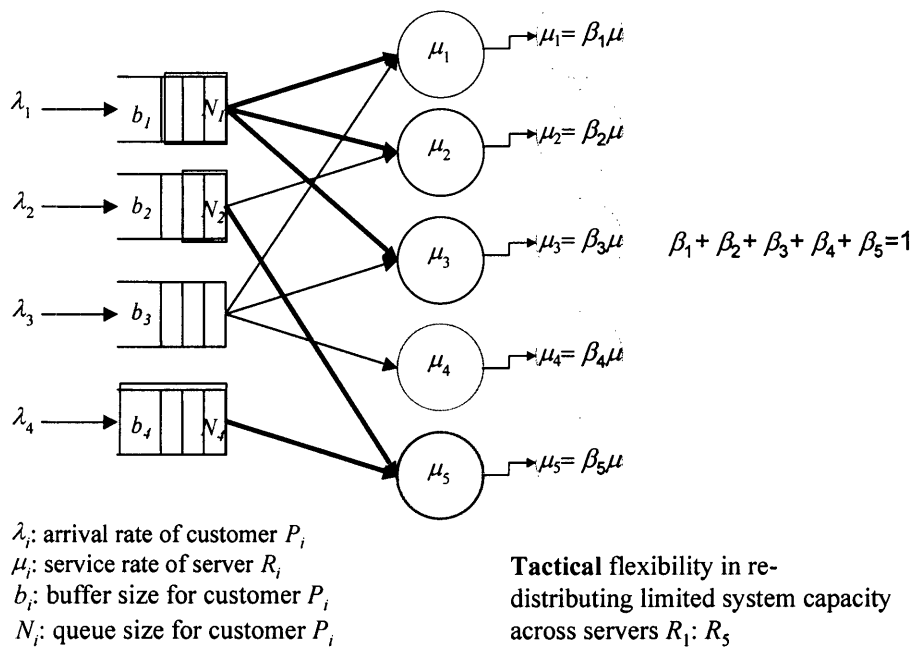 λ₁
b₁
N₁
μ₁
μ₁= β₁μ
λ₂
b₂
N₂
μ₂
μ₂= β₂μ
λ₃
b₃
μ₃
μ₃= β₃μ
β₁+ β₂+ β₃+ β₄+ β₅=1
λ₄
b₄
N₄
μ₄
μ₄= β₄μ
μ₅
μ₅= β₅μ
λᵢ: arrival rate of customer Pᵢ
μᵢ: service rate of server Rᵢ
bᵢ: buffer size for customer Pᵢ
Nᵢ: queue size for customer Pᵢ
Tactical flexibility in re-
distributing limited system capacity
across servers R₁: R₅